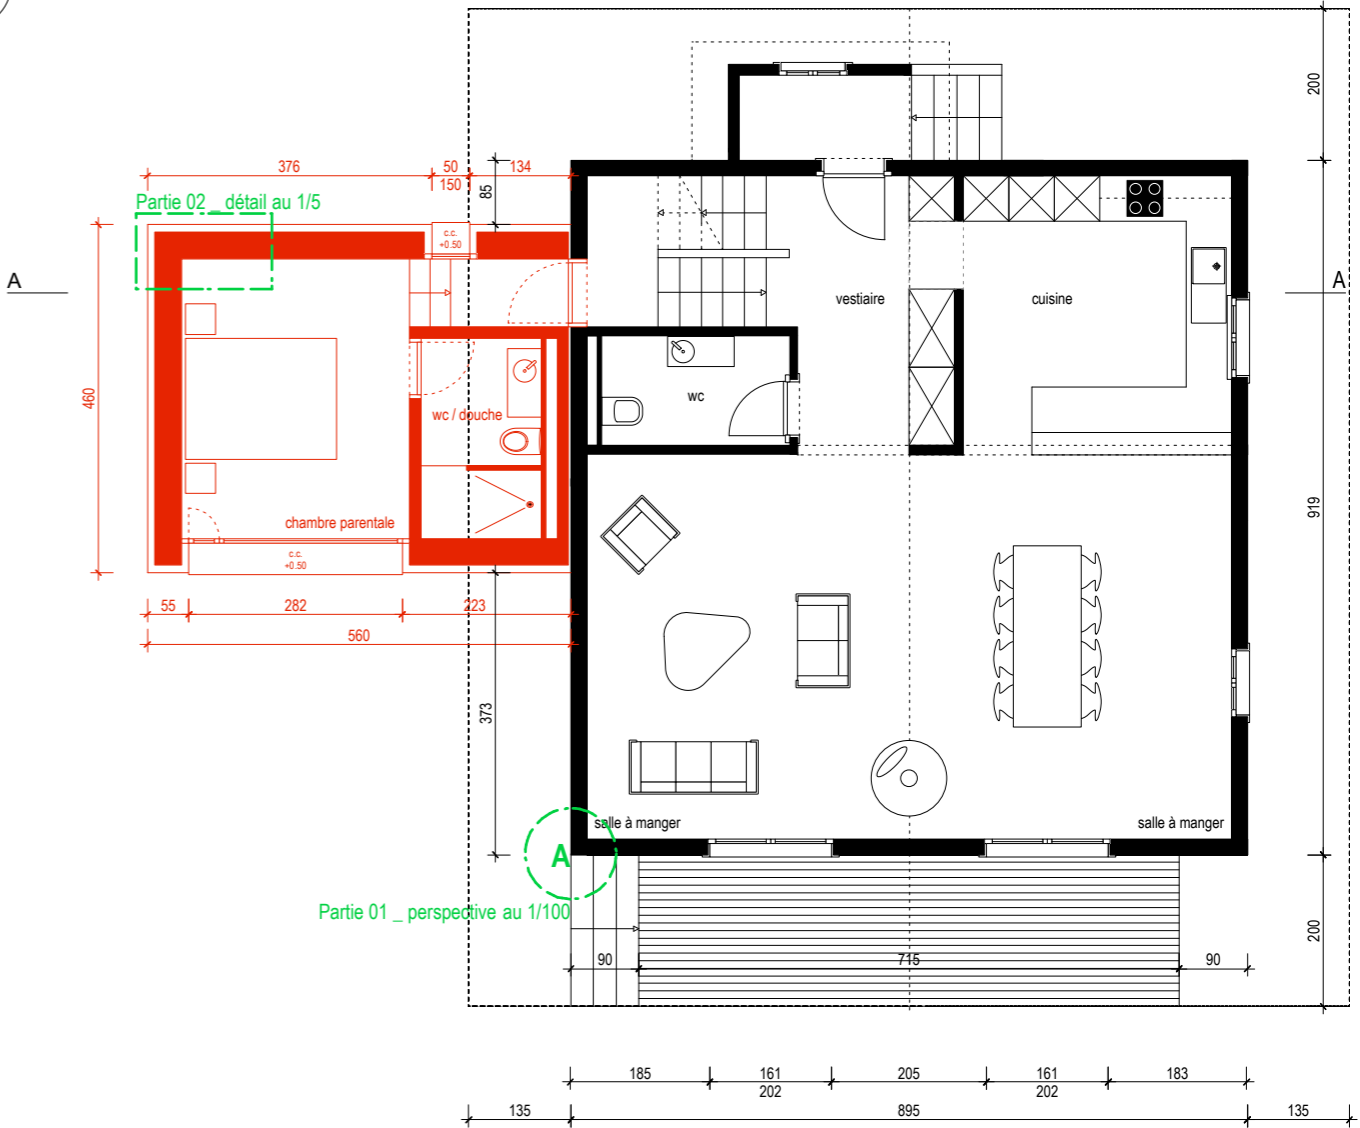 200
376
50
134
150
85
Partie 02 _ détail au 1/5
c.c.
+0.50
A
A
vestiaire
cuisine
460
wc
wc / douche
chambre parentale
919
c.c.
+0.50
55
282
223
560
373
salle à manger
salle à manger
A
Partie 01 _ perspective au 1/100
200
90
715
90
185
161
205
161
183
202
202
135
895
135